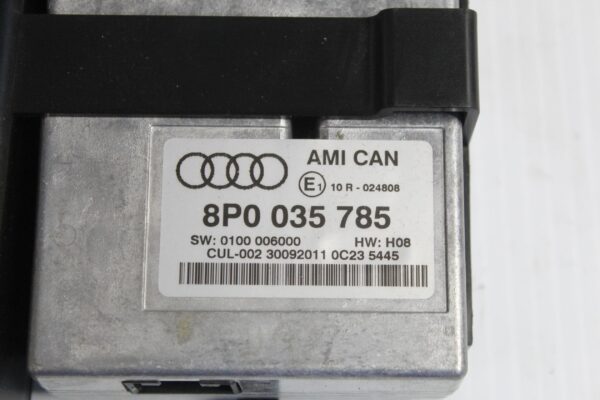 AMI CAN
E1 10 R - 024808
8P0 035 785
SW: 0100 006000 HW: H08
CUL-002 30092011 0C23 5445